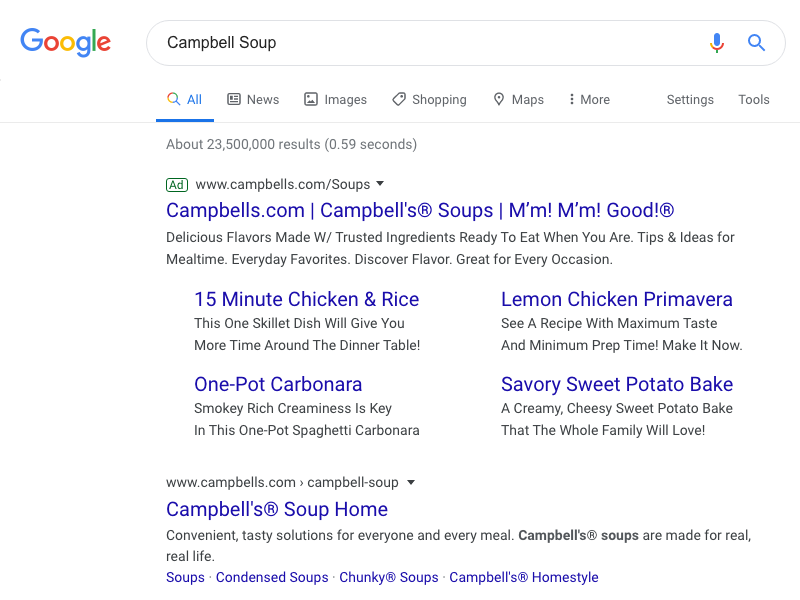 Google
Campbell Soup
All News Images Shopping Maps More Settings Tools
About 23,500,000 results (0.59 seconds)
Ad www.campbells.com/Soups
Campbells.com | Campbell's® Soups | M’m! M’m! Good!®
Delicious Flavors Made W/ Trusted Ingredients Ready To Eat When You Are. Tips & Ideas for
Mealtime. Everyday Favorites. Discover Flavor. Great for Every Occasion.
15 Minute Chicken & Rice
This One Skillet Dish Will Give You
More Time Around The Dinner Table!
Lemon Chicken Primavera
See A Recipe With Maximum Taste
And Minimum Prep Time! Make It Now.
One-Pot Carbonara
Smokey Rich Creaminess Is Key
In This One-Pot Spaghetti Carbonara
Savory Sweet Potato Bake
A Creamy, Cheesy Sweet Potato Bake
That The Whole Family Will Love!
www.campbells.com › campbell-soup
Campbell's® Soup Home
Convenient, tasty solutions for everyone and every meal. Campbell's® soups are made for real,
real life.
Soups · Condensed Soups · Chunky® Soups · Campbell's® Homestyle